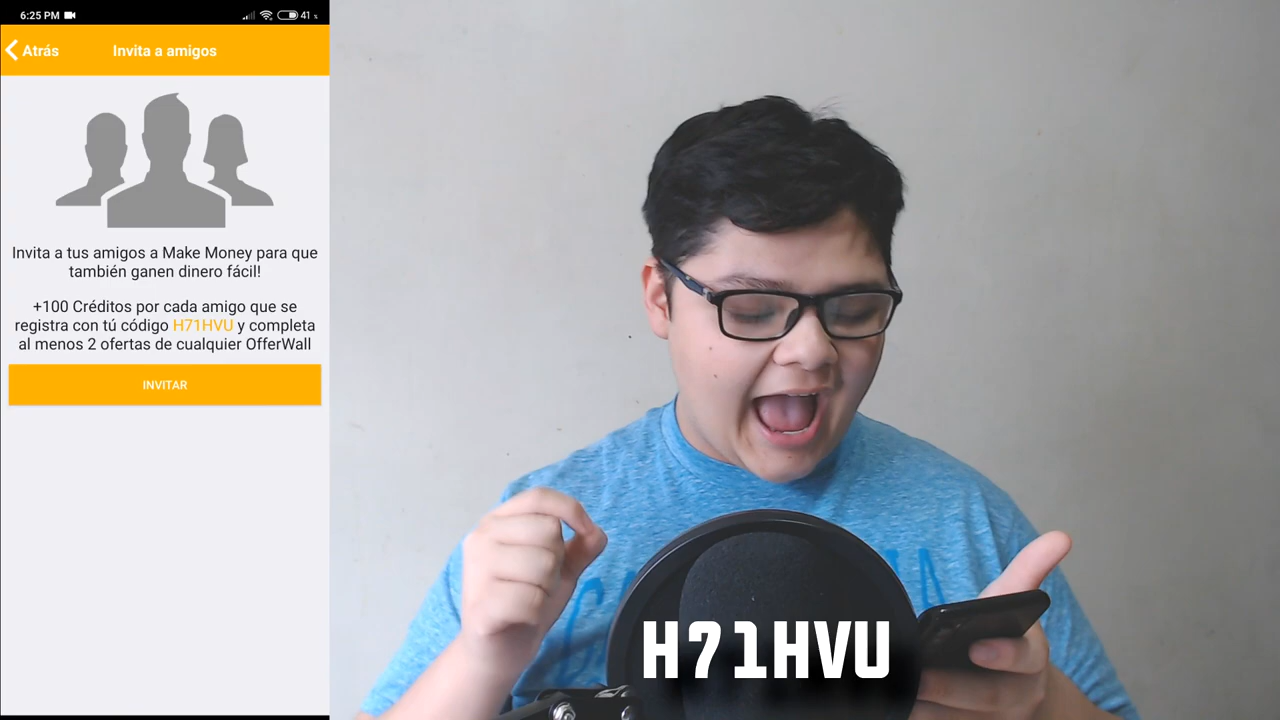 6:25 PM
41 %
Atrás
Invita a amigos
Invita a tus amigos a Make Money para que
también ganen dinero fácil!
+100 Créditos por cada amigo que se
registra con tú código H71HVU y completa
al menos 2 ofertas de cualquier OfferWall
INVITAR
H71HVU